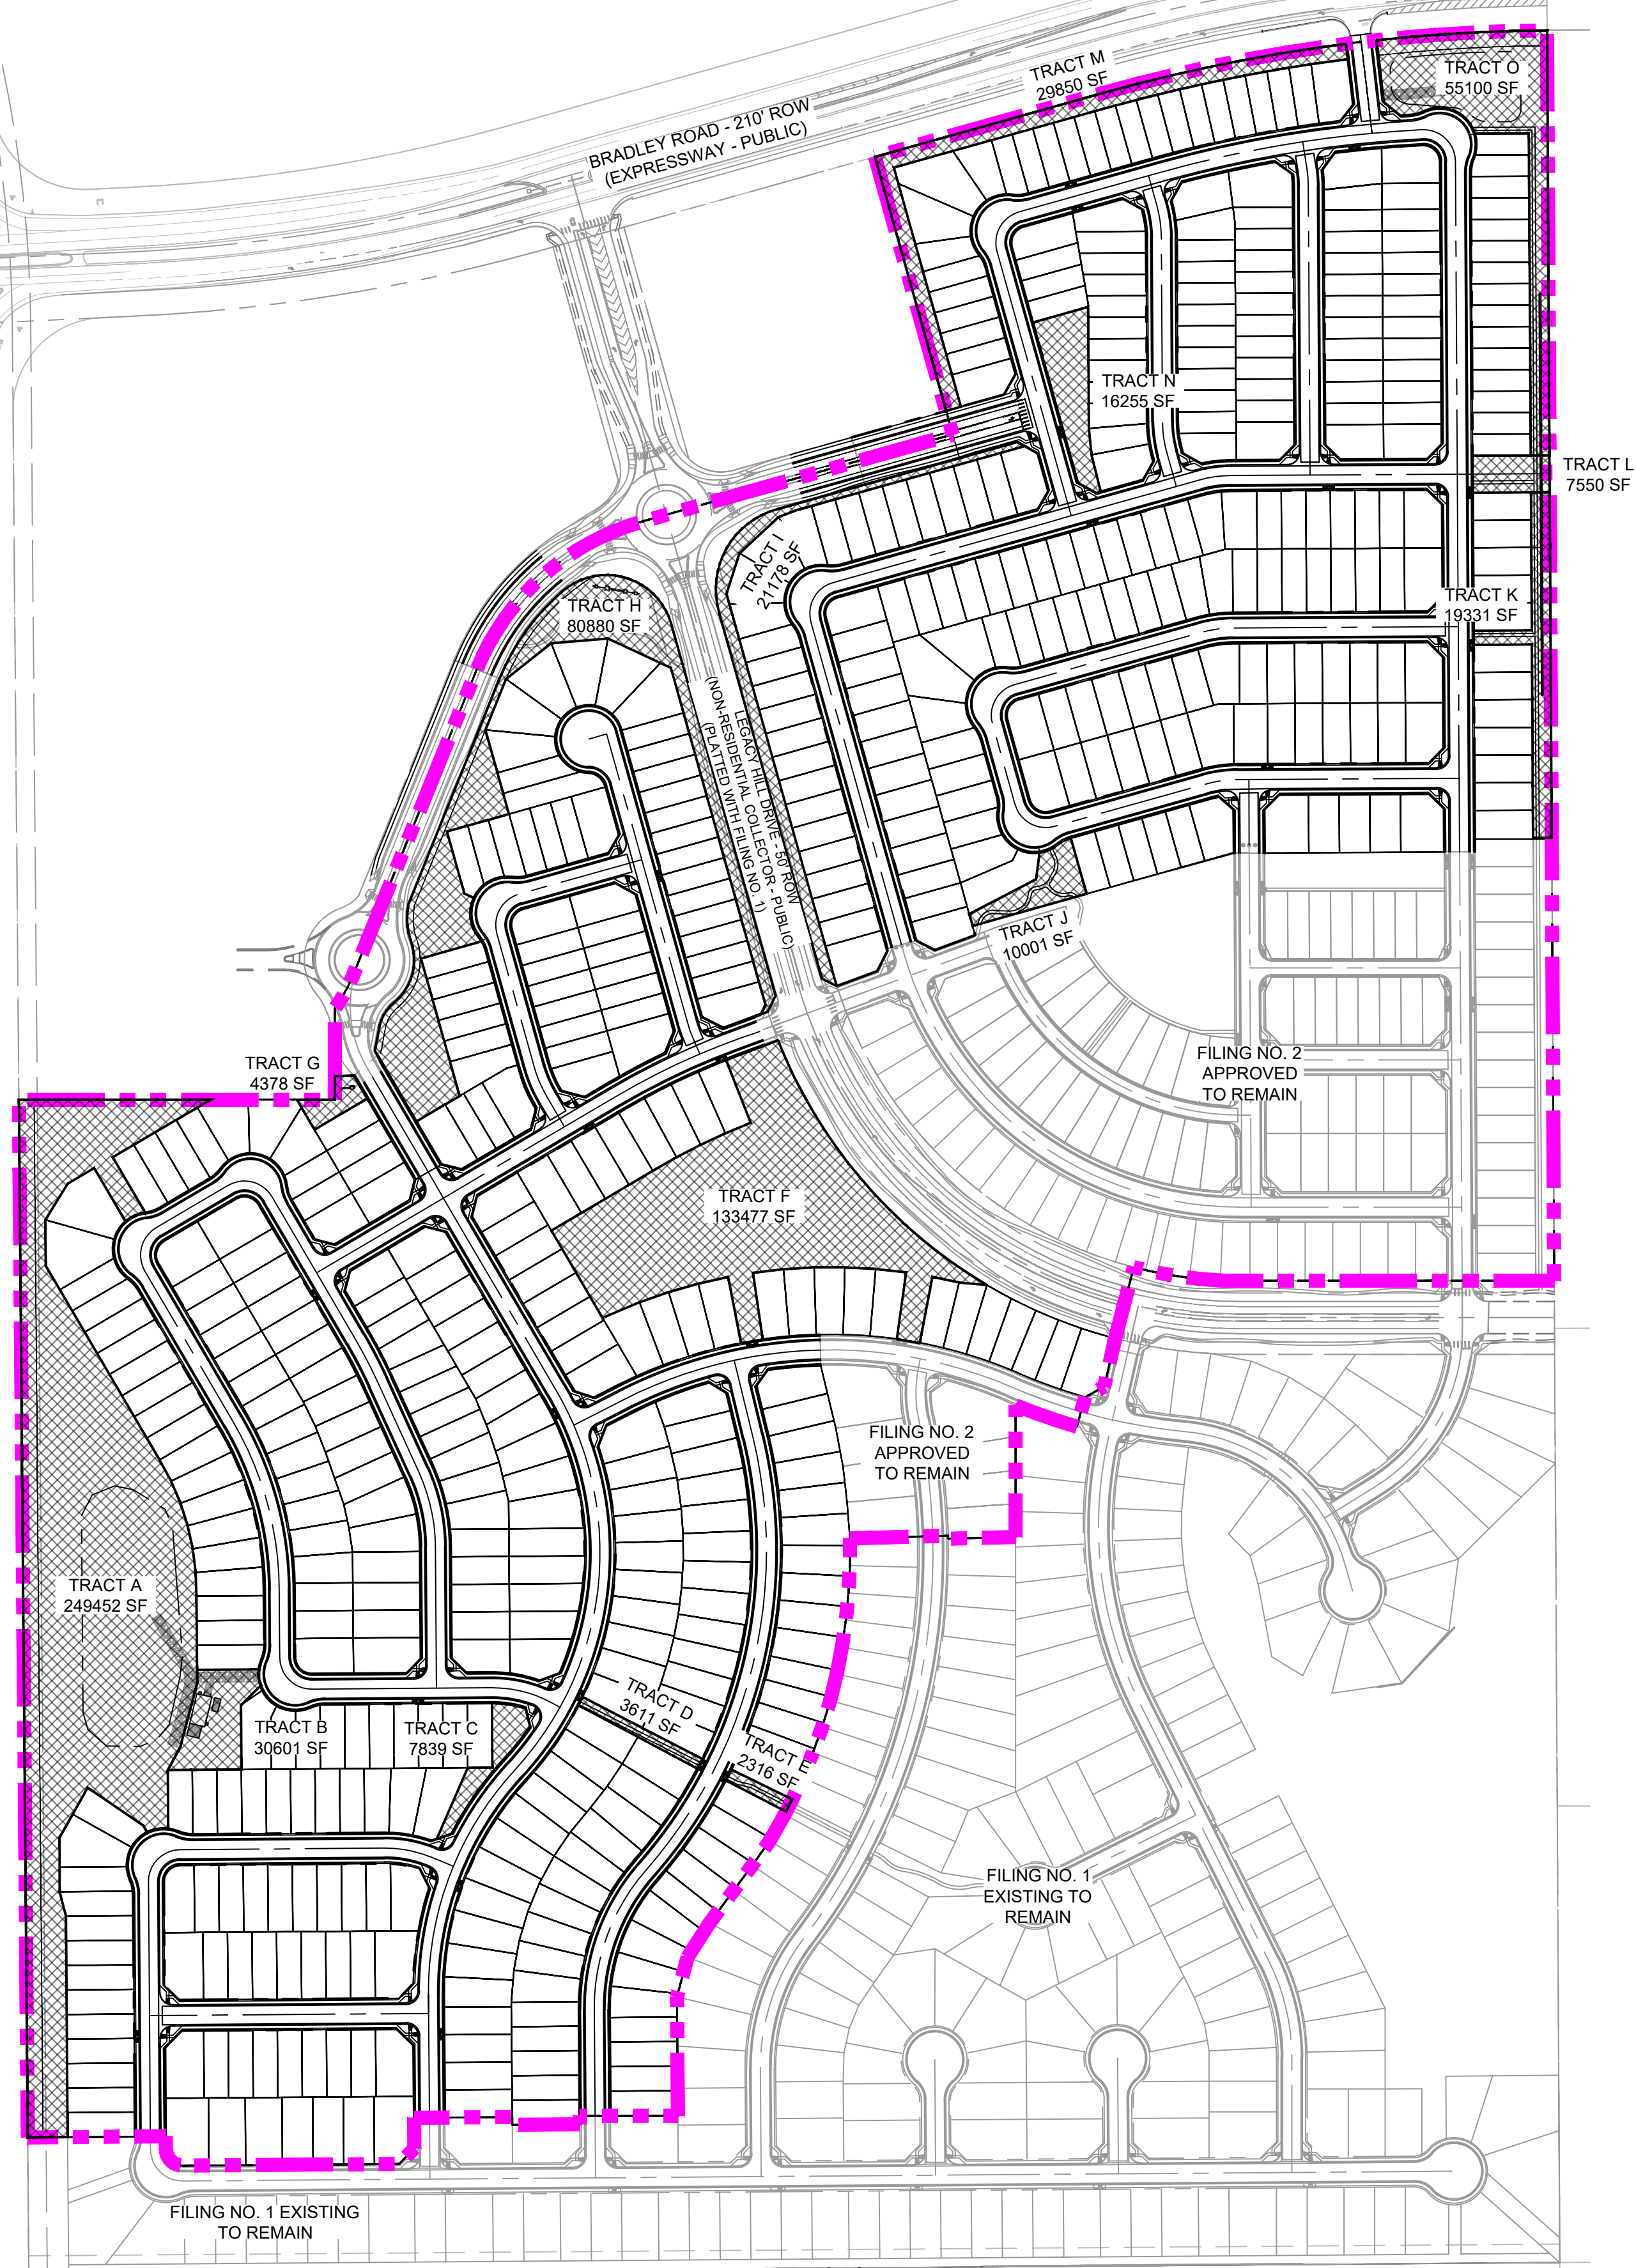 TRACT M
29850 SF
TRACT O
55100 SF
BRADLEY ROAD - 210' ROW
(EXPRESSWAY - PUBLIC)
TRACT N
16255 SF
TRACT L
7550 SF
TRACT I
21178 SF
TRACT H
80880 SF
TRACT K
19331 SF
LEGACY HILL DRIVE - 50' ROW
(NON-RESIDENTIAL COLLECTOR - PUBLIC)
(PLATTED WITH FILING NO. 1)
TRACT J
10001 SF
FILING NO. 2
APPROVED
TO REMAIN
TRACT G
4378 SF
TRACT F
133477 SF
FILING NO. 2
APPROVED
TO REMAIN
TRACT A
249452 SF
TRACT D
3611 SF
TRACT B
30601 SF
TRACT C
7839 SF
TRACT E
2316 SF
FILING NO. 1
EXISTING TO
REMAIN
FILING NO. 1 EXISTING
TO REMAIN